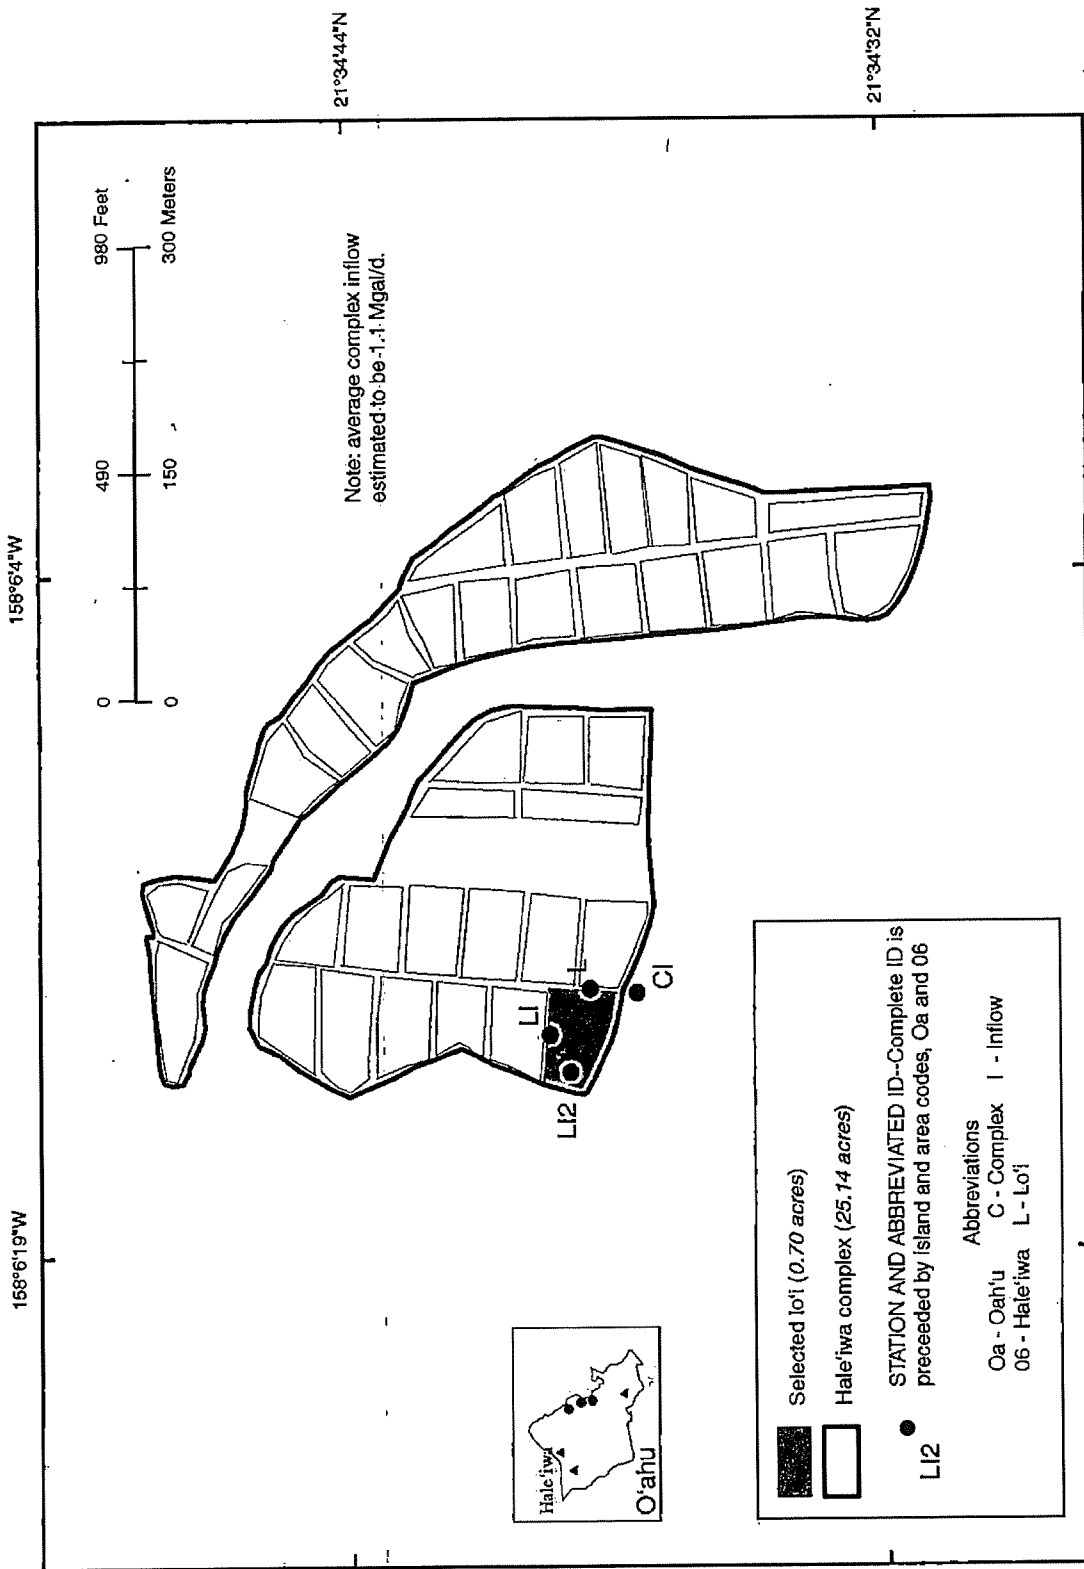 158°6'19"W
158°6'4"W
21°34'44"N
21°34'32"N
0 490 980 Feet
0 150 300 Meters
Note: average complex inflow
estimated to be 1.1 Mgal/d.
LI2
LI
L
CI
Hale'iwa
O'ahu
Selected lo'i (0.70 acres)
Hale'iwa complex (25.14 acres)
LI2
STATION AND ABBREVIATED ID--Complete ID is
preceeded by island and area codes, Oa and 06
Abbreviations
Oa - Oah'u C - Complex I - Inflow
06 - Hale'iwa L - Lo'i